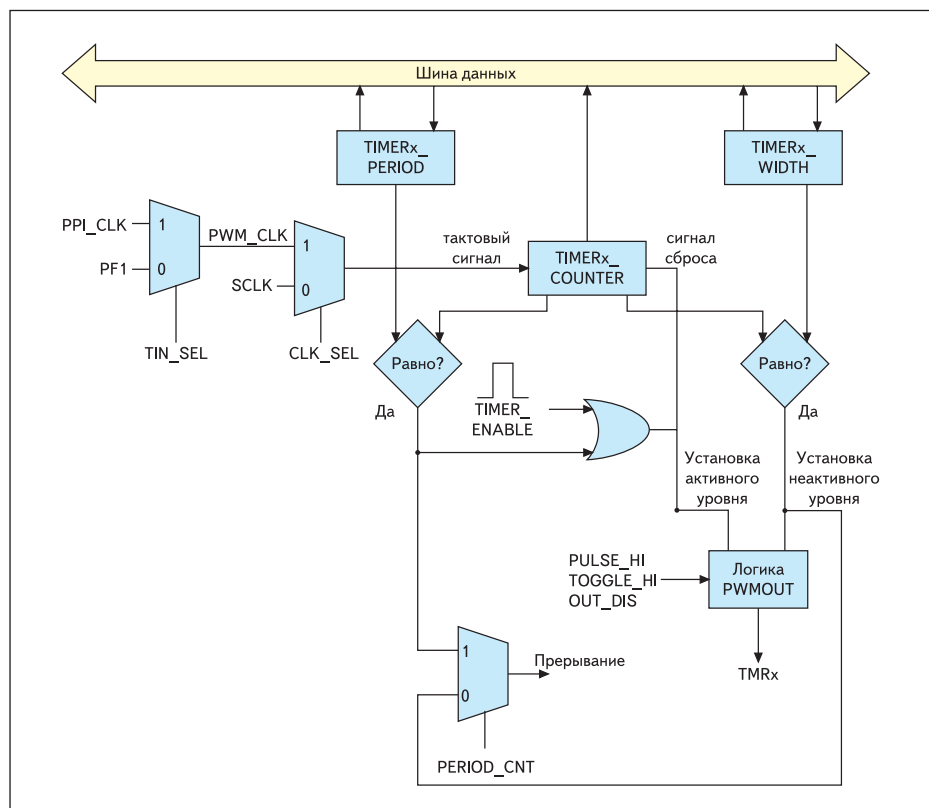 Шина данных
TIMERx_
PERIOD
TIMERx_
WIDTH
PPI_CLK
1
PF1
0
TIN_SEL
PWM_CLK
1
SCLK
0
CLK_SEL
тактовый
сигнал
TIMERx_
COUNTER
сигнал
сброса
Равно?
Да
Равно?
Да
TIMER_
ENABLE
Установка
активного
уровня
Установка
неактивного
уровня
PULSE_HI
TOGGLE_HI
OUT_DIS
Логика
PWMOUT
TMRx
1
0
Прерывание
PERIOD_CNT